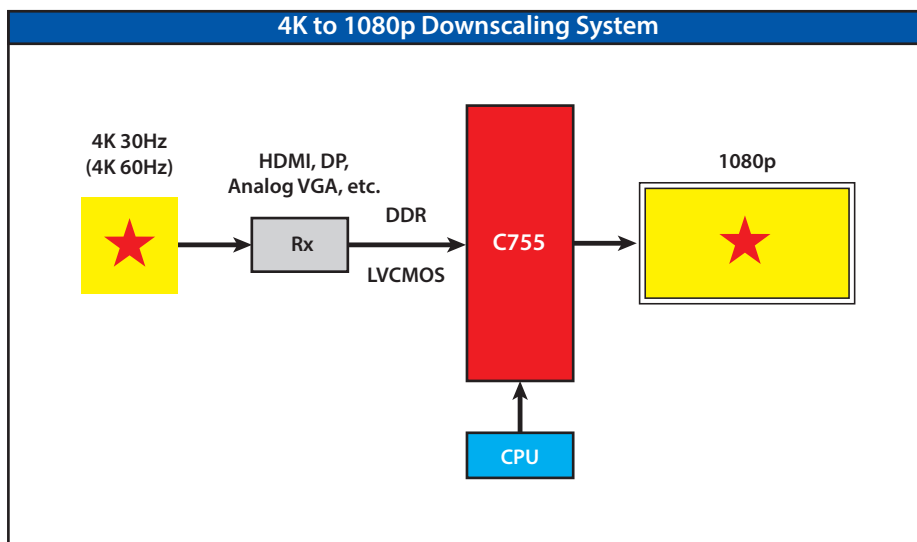 4K to 1080p Downscaling System
4K 30Hz
(4K 60Hz)
HDMI, DP,
Analog VGA, etc.
1080p
DDR
Rx
C755
LVCMOS
CPU